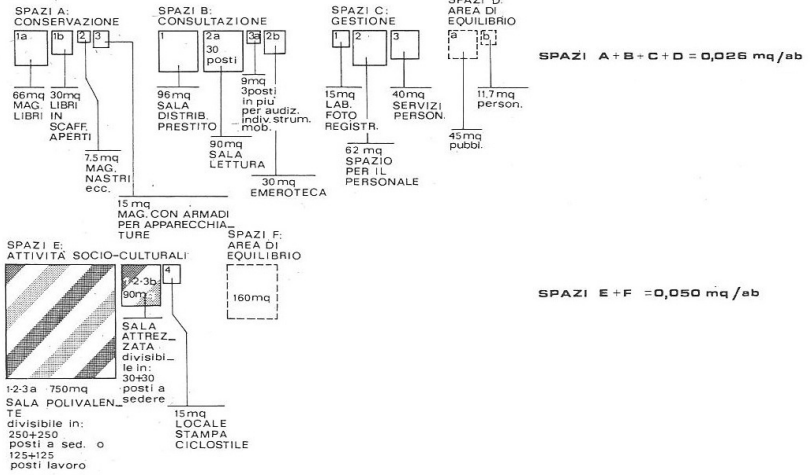 SPAZI A:
CONSERVAZIONE
1a
1b
2
3
66mq
MAG.
LIBRI
30mq
LIBRI
IN
SCAFF.
APERTI
7.5 mq
MAG.
NASTRI
ecc.
15 mq
MAG. CON ARMADI
PER APPARECCHIA_
TURE
SPAZI B:
CONSULTAZIONE
1
2a
30
posti
3a
2b
96mq
SALA
DISTRIB.
PRESTITO
90mq
SALA
LETTURA
9mq
3posti
in piu'
per audiz.
indiv. strum.
mob.
30 mq
EMEROTECA
SPAZI C:
GESTIONE
1
2
3
15mq
LAB.
FOTO
REGISTR.
62 mq
SPAZIO
PER IL
PERSONALE
40mq
SERVIZI
PERSON.
SPAZI D:
AREA DI
EQUILIBRIO
a
b
45mq
pubbl.
11,7 mq
person.
SPAZI A+B+C+D=0,026 mq/ab
SPAZI E:
ATTIVITÀ SOCIO-CULTURALI
1-2-3b
90mq
4
1-2-3a 750mq
SALA POLIVALEN_
TE
divisibile in:
250+250
posti a sed. o
125+125
posti lavoro
SALA
ATTREZ_
ZATA
divisibi_
le in:
30+30
posti a
sedere
15mq
LOCALE
STAMPA
CICLOSTILE
SPAZI F:
AREA DI
EQUILIBRIO
160mq
SPAZI E+F =0,050 mq/ab